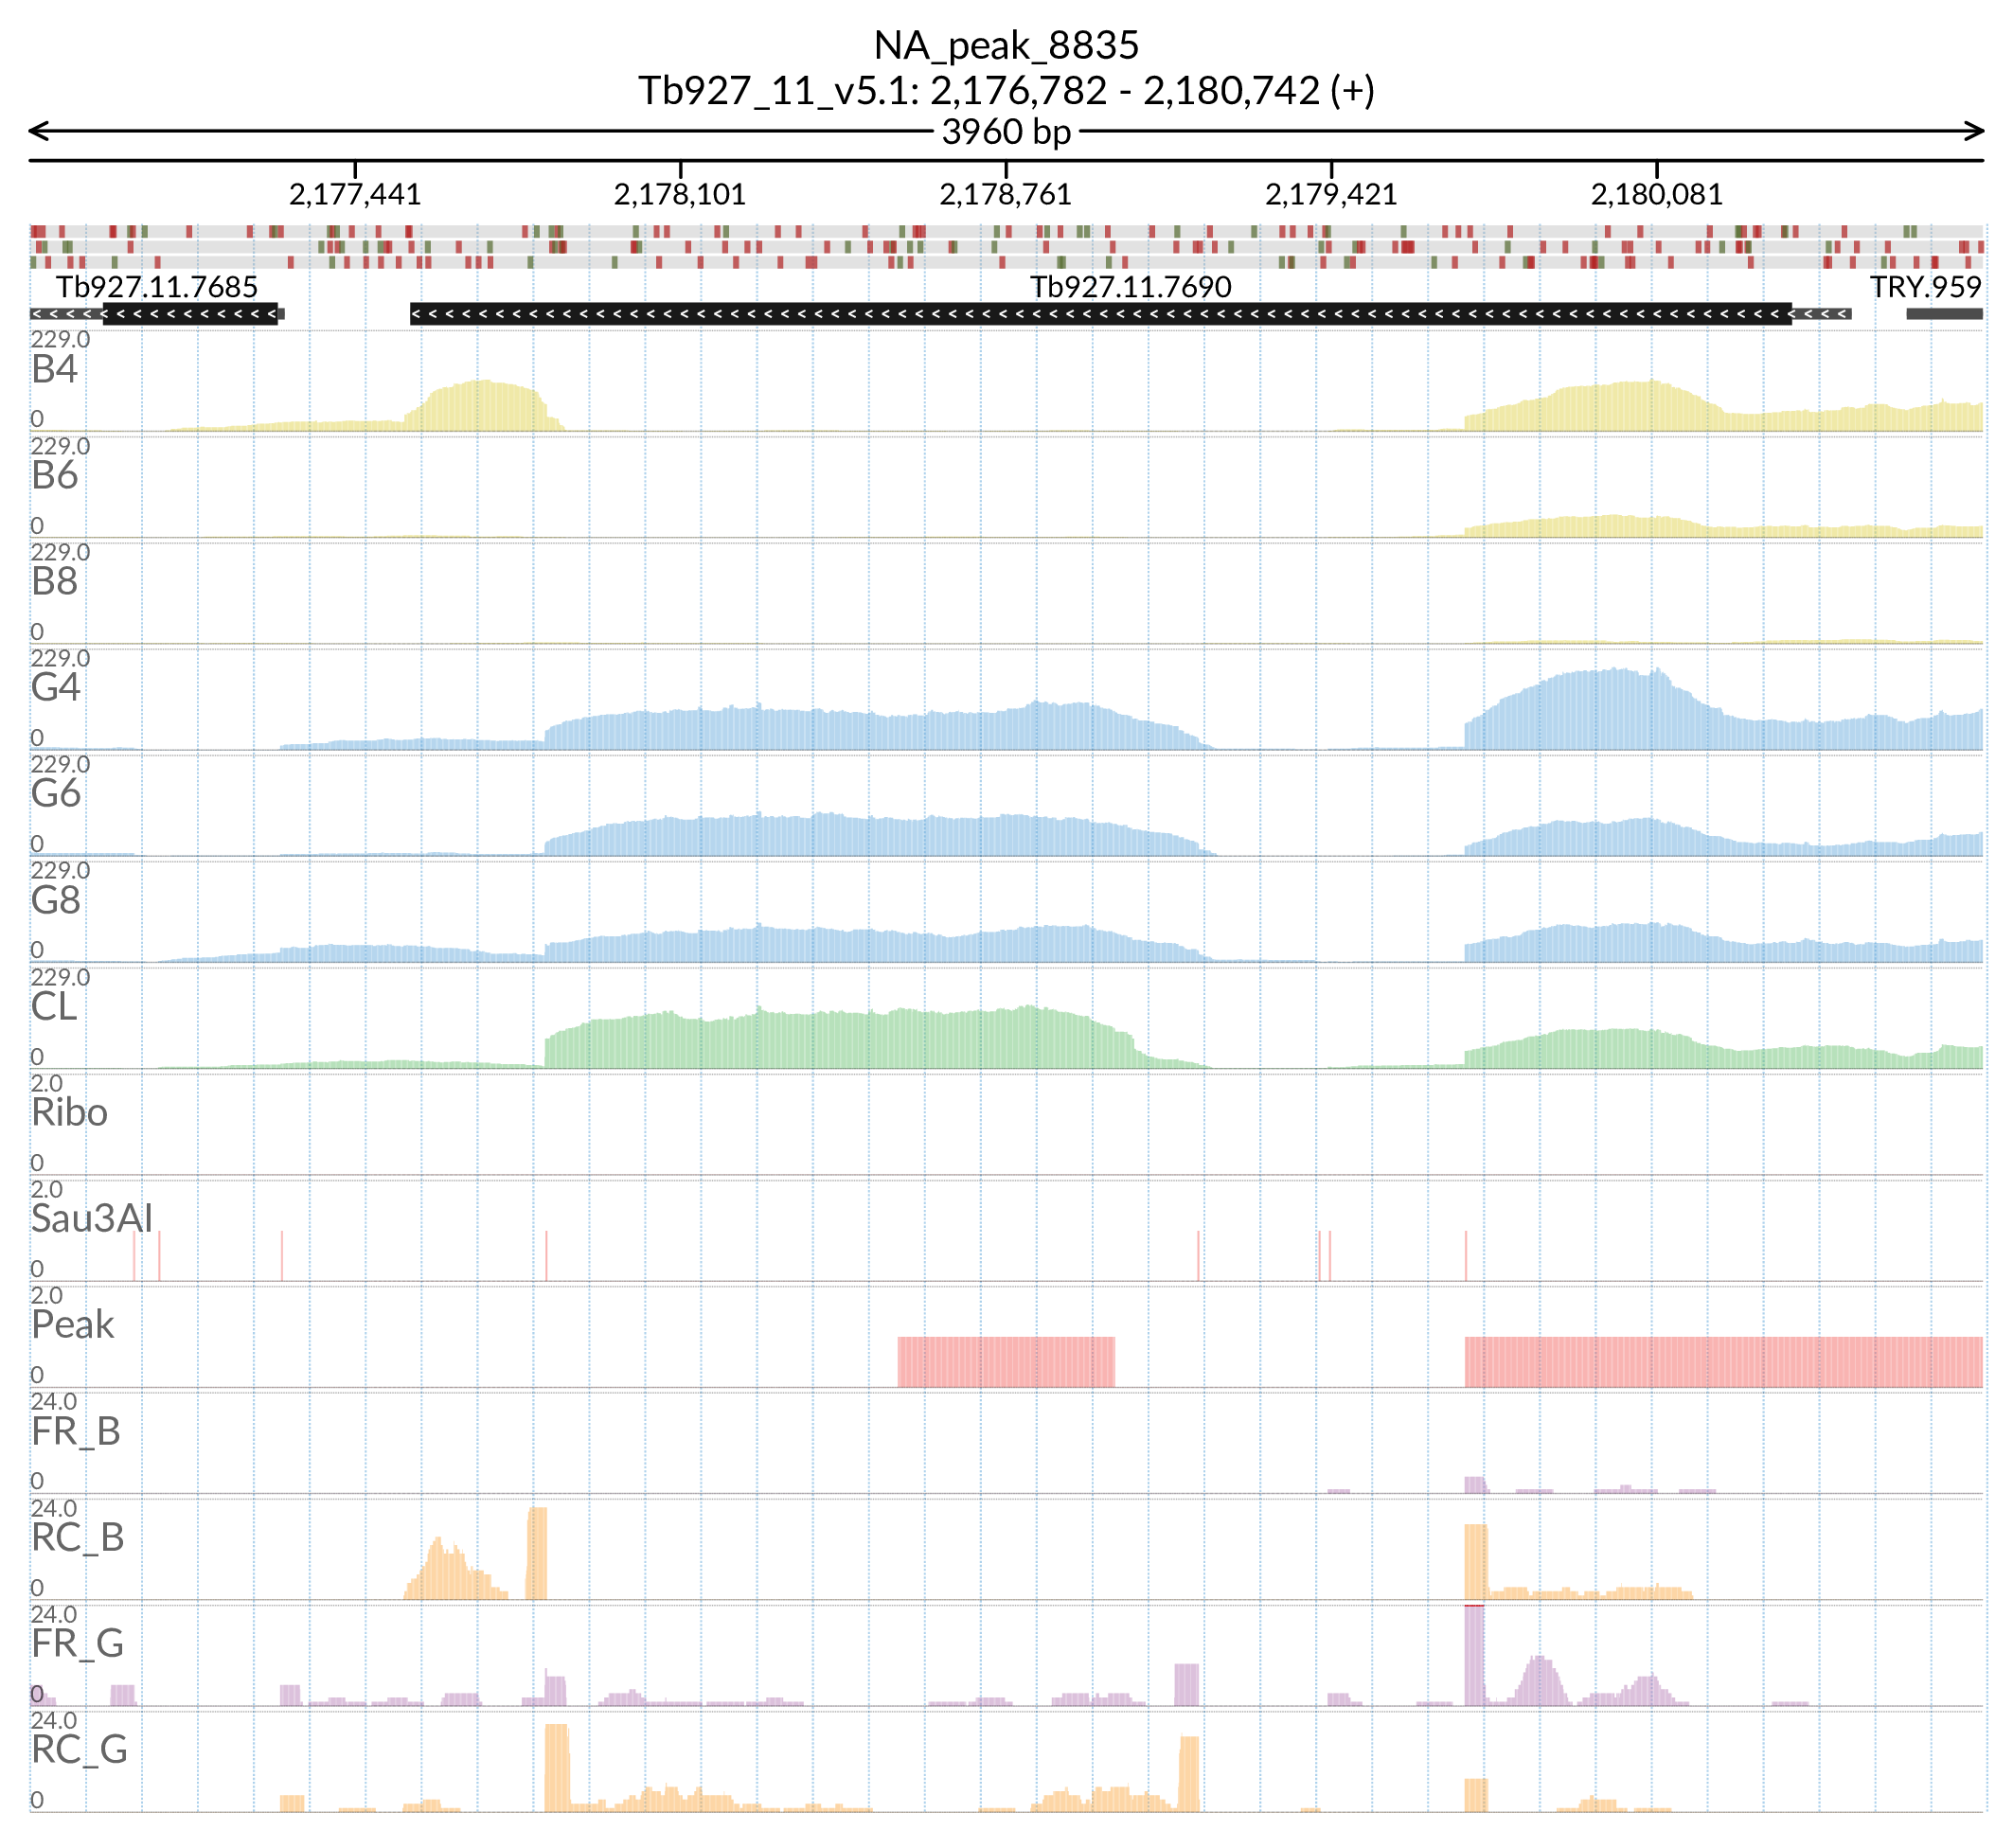 NA_peak_8835
Tb927_11_v5.1: 2,176,782 - 2,180,742 (+)
3960 bp
2,177,441 2,178,101 2,178,761 2,179,421 2,180,081
Tb927.11.7685 Tb927.11.7690 TRY.959
229.0
B4
0
229.0
B6
0
229.0
B8
0
229.0
G4
0
229.0
G6
0
229.0
G8
0
229.0
CL
0
2.0
Ribo
0
2.0
Sau3AI
0
2.0
Peak
0
24.0
FR_B
0
24.0
RC_B
0
24.0
FR_G
0
24.0
RC_G
0